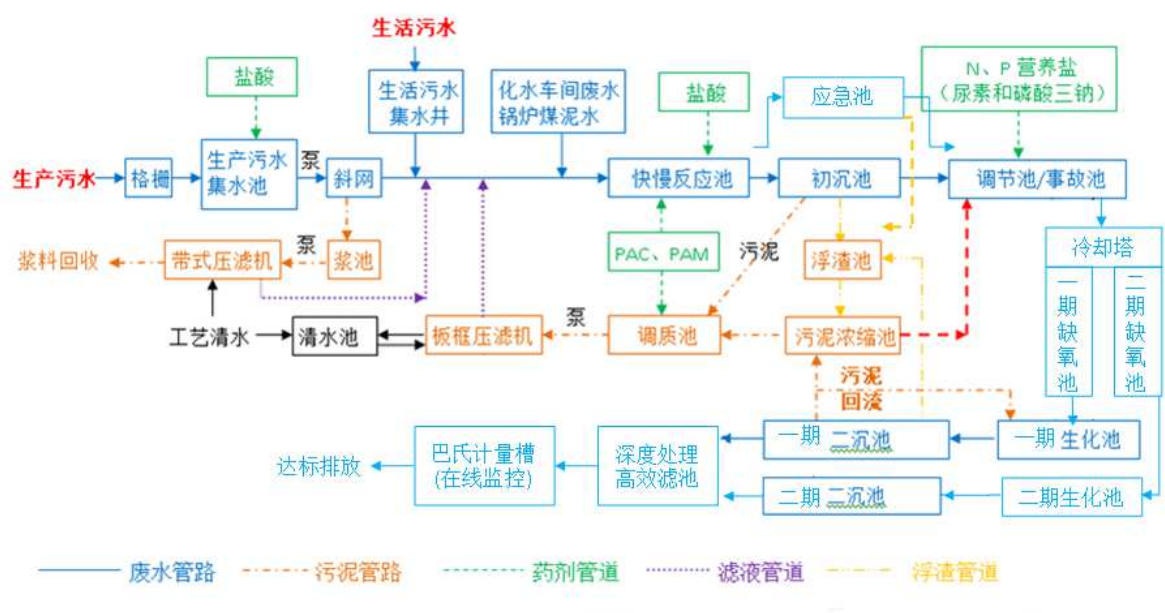 生活污水
盐酸
生活污水
集水井
化水车间废水
锅炉煤泥水
盐酸
应急池
N、P 营养盐
（尿素和磷酸三钠）
生产污水
格栅
生产污水
集水池
泵
斜网
快慢反应池
初沉池
调节池/事故池
浆料回收
带式压滤机
泵
浆池
PAC、PAM
污泥
浮渣池
冷却塔
一期缺氧池
二期缺氧池
工艺清水
清水池
板框压滤机
泵
调质池
污泥浓缩池
污泥
回流
达标排放
巴氏计量槽
(在线监控)
深度处理
高效滤池
一期 二沉池
一期 生化池
二期 二沉池
二期生化池
废水管路
污泥管路
药剂管道
滤液管道
浮渣管道